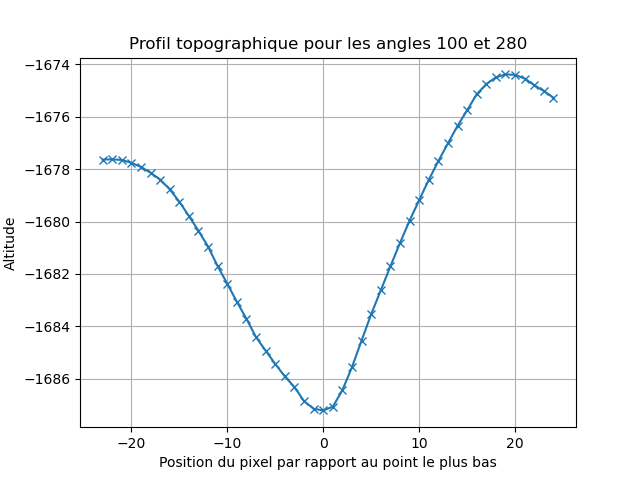 Profil topographique pour les angles 100 et 280
−1674
−1676
−1678
−1680
−1682
−1684
−1686
Altitude
−20 −10 0 10 20
Position du pixel par rapport au point le plus bas